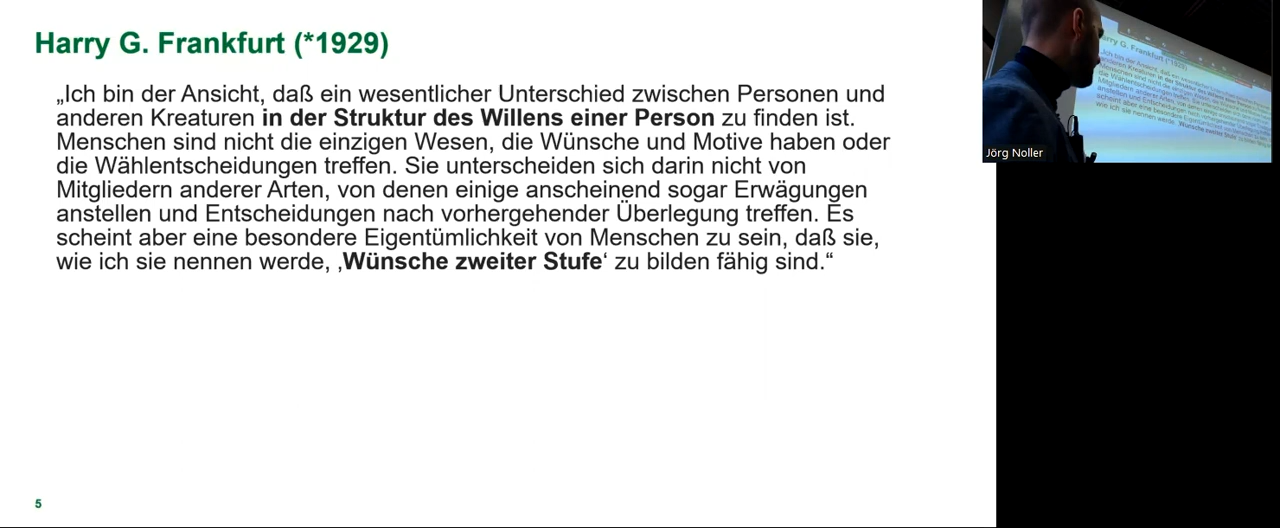 Harry G. Frankfurt (*1929)
„Ich bin der Ansicht, daß ein wesentlicher Unterschied zwischen Personen und
anderen Kreaturen in der Struktur des Willens einer Person zu finden ist.
Menschen sind nicht die einzigen Wesen, die Wünsche und Motive haben oder
die Wählentscheidungen treffen. Sie unterscheiden sich darin nicht von
Mitgliedern anderer Arten, von denen einige anscheinend sogar Erwägungen
anstellen und Entscheidungen nach vorhergehender Überlegung treffen. Es
scheint aber eine besondere Eigentümlichkeit von Menschen zu sein, daß sie,
wie ich sie nennen werde, ‚Wünsche zweiter Stufe‘ zu bilden fähig sind.“
5
Jörg Noller